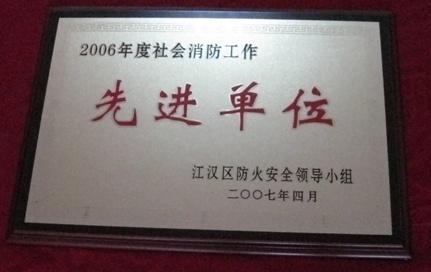 2006年度社会消防工作
先进单位
江汉区防火安全领导小组
二〇〇七年四月